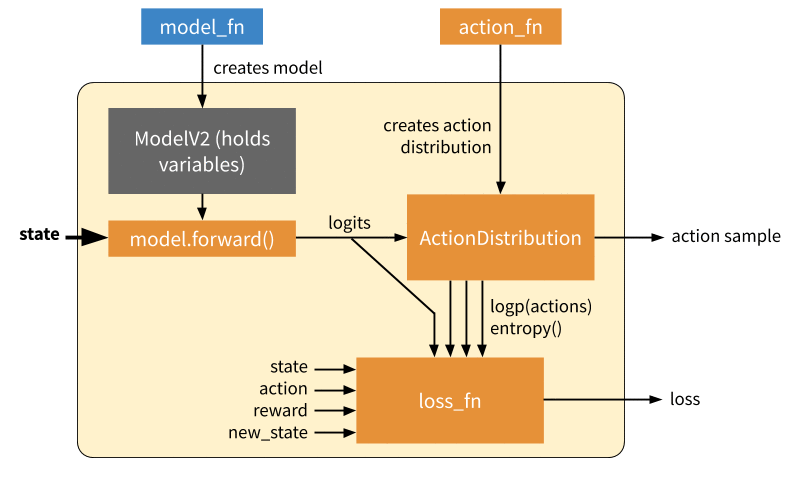 model_fn
action_fn
creates model
creates action
distribution
ModelV2 (holds
variables)
state
model.forward()
logits
ActionDistribution
action sample
logp(actions)
entropy()
state
action
reward
new_state
loss_fn
loss